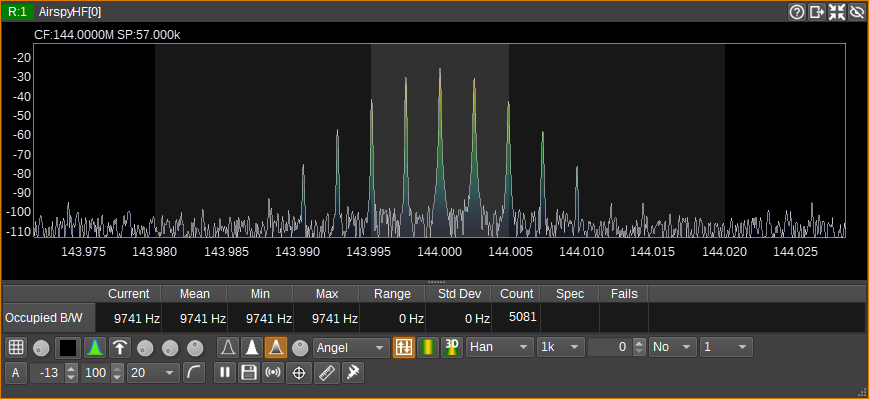 R:1 AirspyHF[0]
CF:144.0000M SP:57.000k
-20
-30
-40
-50
-60
-70
-80
-90
-100
-110
143.975 143.980 143.985 143.990 143.995 144.000 144.005 144.010 144.015 144.020 144.025
Current Mean Min Max Range Std Dev Count Spec Fails
Occupied B/W 9741 Hz 9741 Hz 9741 Hz 9741 Hz 0 Hz 0 Hz 5081
Angel 3D Han 1k 0 No 1
A -13 100 20